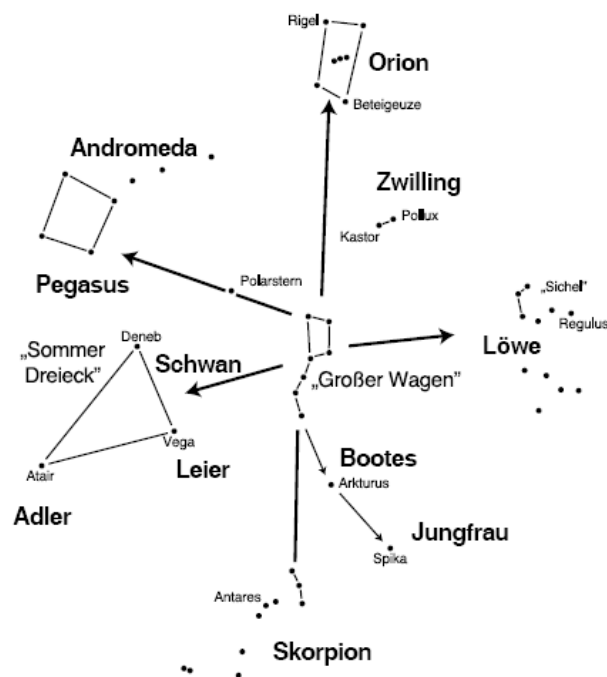 Rigel
Orion
Beteigeuze
Andromeda
Zwilling
Pollux
Kastor
Pegasus
Polarstern
„Sichel”
Regulus
Löwe
Deneb
„Sommer
Dreieck”
Schwan
„Großer Wagen”
Vega
Leier
Atair
Adler
Bootes
Arkturus
Jungfrau
Spika
Antares
Skorpion